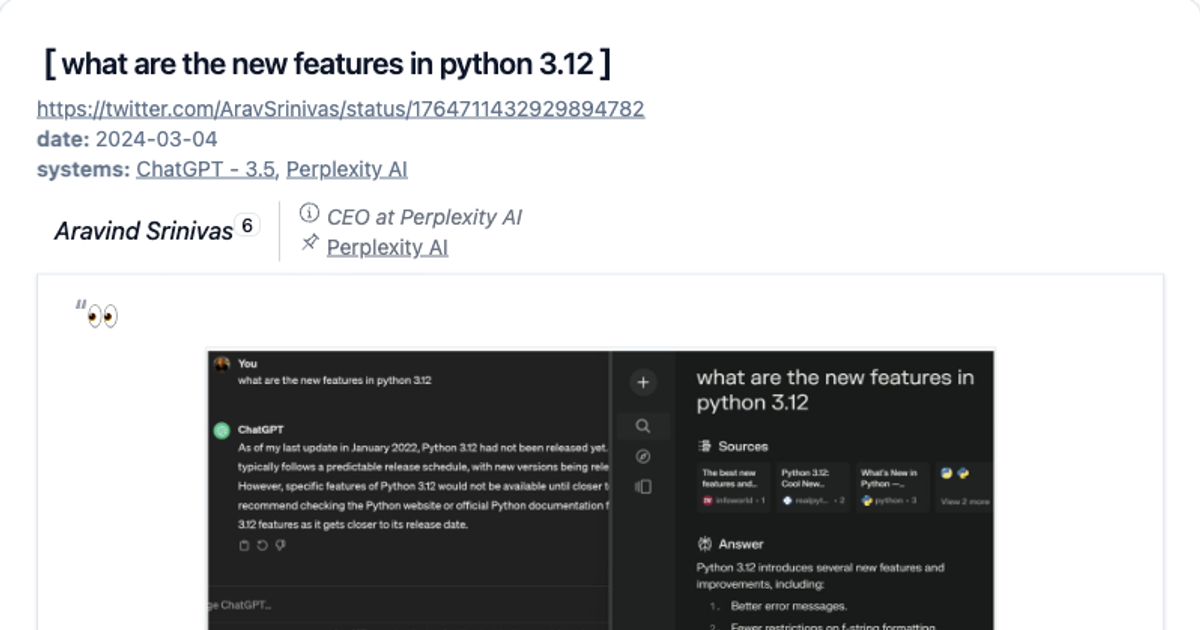 [ what are the new features in python 3.12 ]
https://twitter.com/AravSrinivas/status/1764711432929894782
date: 2024-03-04
systems: ChatGPT - 3.5, Perplexity AI
Aravind Srinivas 6
CEO at Perplexity AI
Perplexity AI
“👀
You
what are the new features in python 3.12
ChatGPT
As of my last update in January 2022, Python 3.12 had not been released yet.
typically follows a predictable release schedule, with new versions being rele
However, specific features of Python 3.12 would not be available until closer t
recommend checking the Python website or official Python documentation f
3.12 features as it gets closer to its release date.
ge ChatGPT...
what are the new features in
python 3.12
Sources
The best new
features and...
infoworld · 1
Python 3.12:
Cool New...
realpyt... · 2
What's New in
Python —...
python · 3
View 2 more
Answer
Python 3.12 introduces several new features and
improvements, including:
1. Better error messages.
2. Fewer restrictions on f-string formatting.